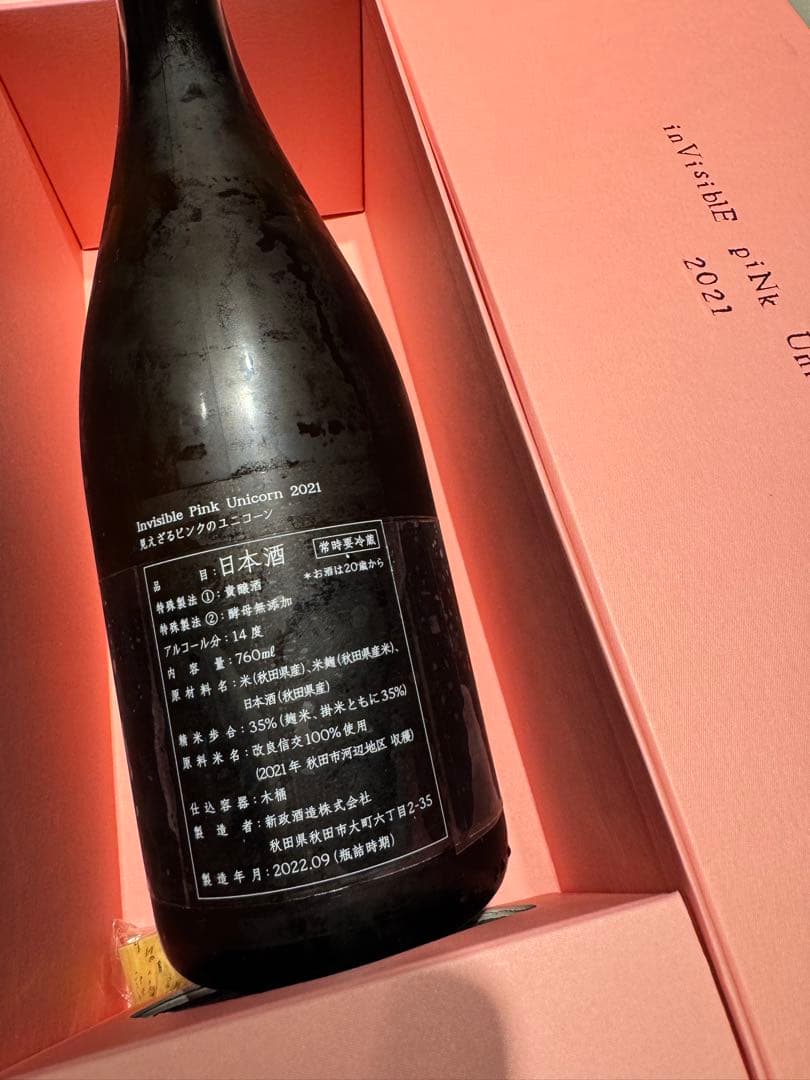 Invisible Pink Unicorn 2021
見えざるピンクのユニコーン
品目：日本酒 常時要冷蔵
特殊製法①：貴醸酒 ＊お酒は20歳から
特殊製法②：酵母無添加
アルコール分：14度
内容量：760ml
原材料名：米(秋田県産)、米麹(秋田県産米)、
日本酒(秋田県産)
精米歩合：35%(麹米、掛米ともに35%)
原料米名：改良信交100%使用
(2021年 秋田市河辺地区 収穫)
仕込容器：木桶
製造者：新政酒造株式会社
秋田県秋田市大町六丁目2-35
製造年月：2022.09(瓶詰時期)
inVisiblE piNk
2021